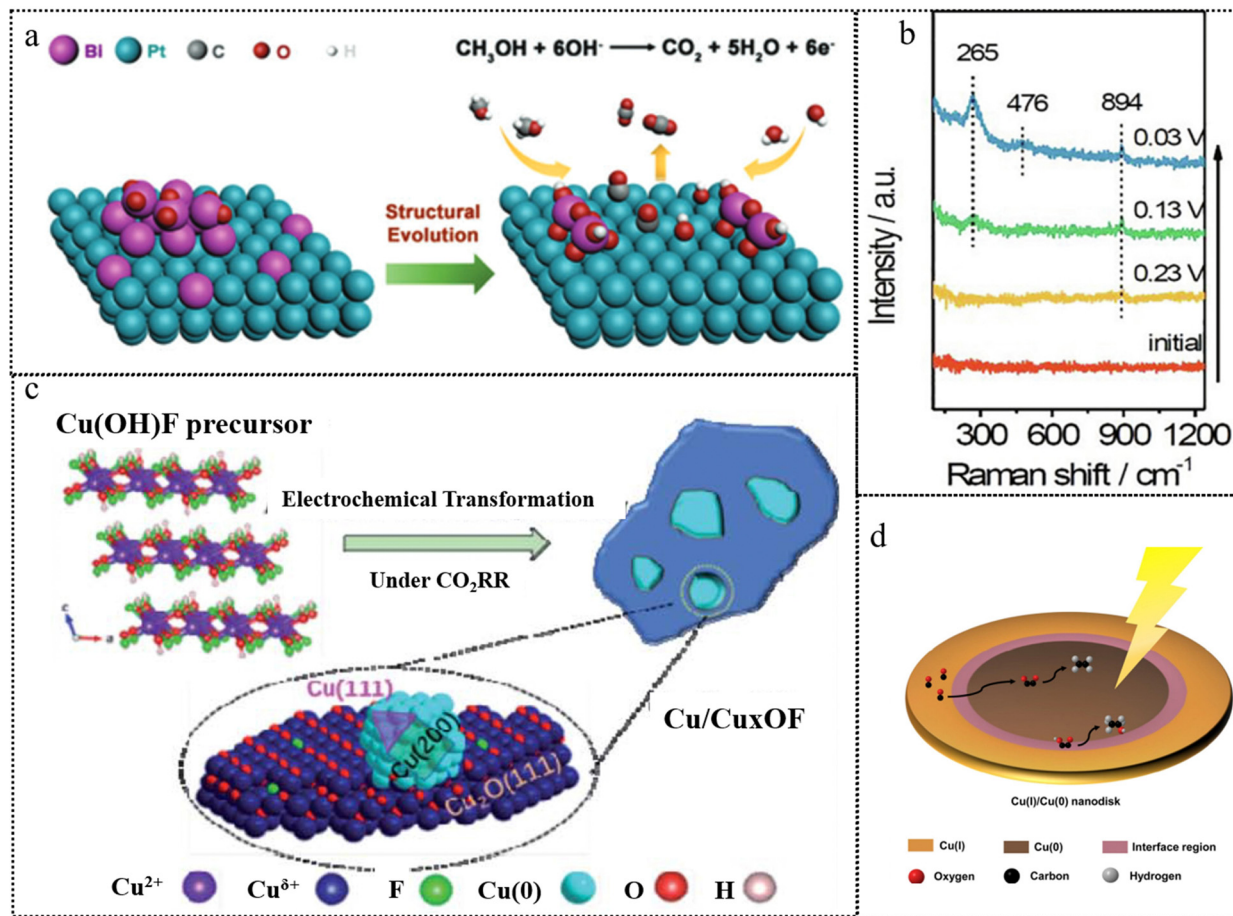 a
Bi Pt C O H
CH₃OH + 6OH⁻ ⟶ CO₂ + 5H₂O + 6e⁻
Structural
Evolution
b
265
476
894
0.03 V
0.13 V
0.23 V
initial
Intensity / a.u.
300 600 900 1200
Raman shift / cm⁻¹
c
Cu(OH)F precursor
Electrochemical Transformation
Under CO₂RR
c
a
Cu(111)
Cu(200)
Cu₂O(111)
Cu/CuxOF
Cu²⁺ Cuᵟ⁺ F Cu(0) O H
d
Cu(I)/Cu(0) nanodisk
Cu(I) Cu(0) Interface region
Oxygen Carbon Hydrogen